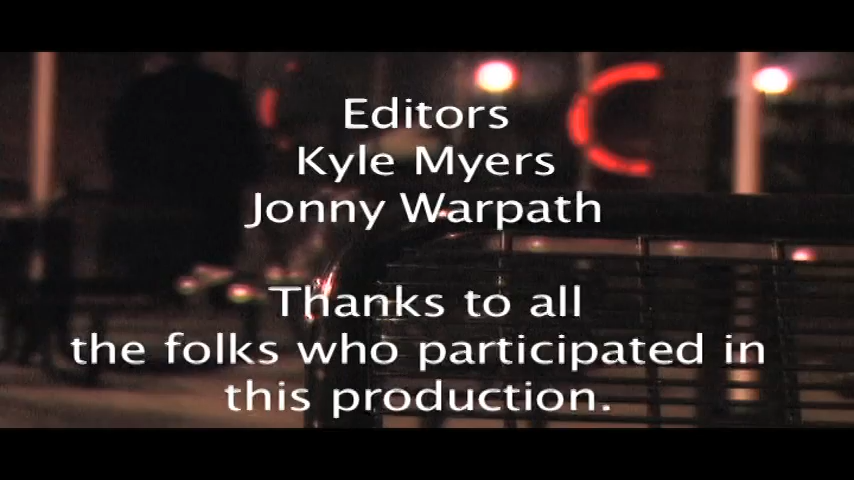 Editors
Kyle Myers
Jonny Warpath
Thanks to all
the folks who participated in
this production.